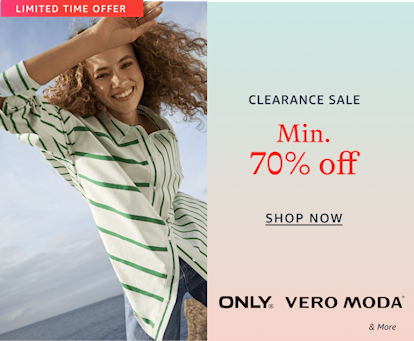 LIMITED TIME OFFER
CLEARANCE SALE
Min.
70% off
SHOP NOW
ONLY® VERO MODA®
& More